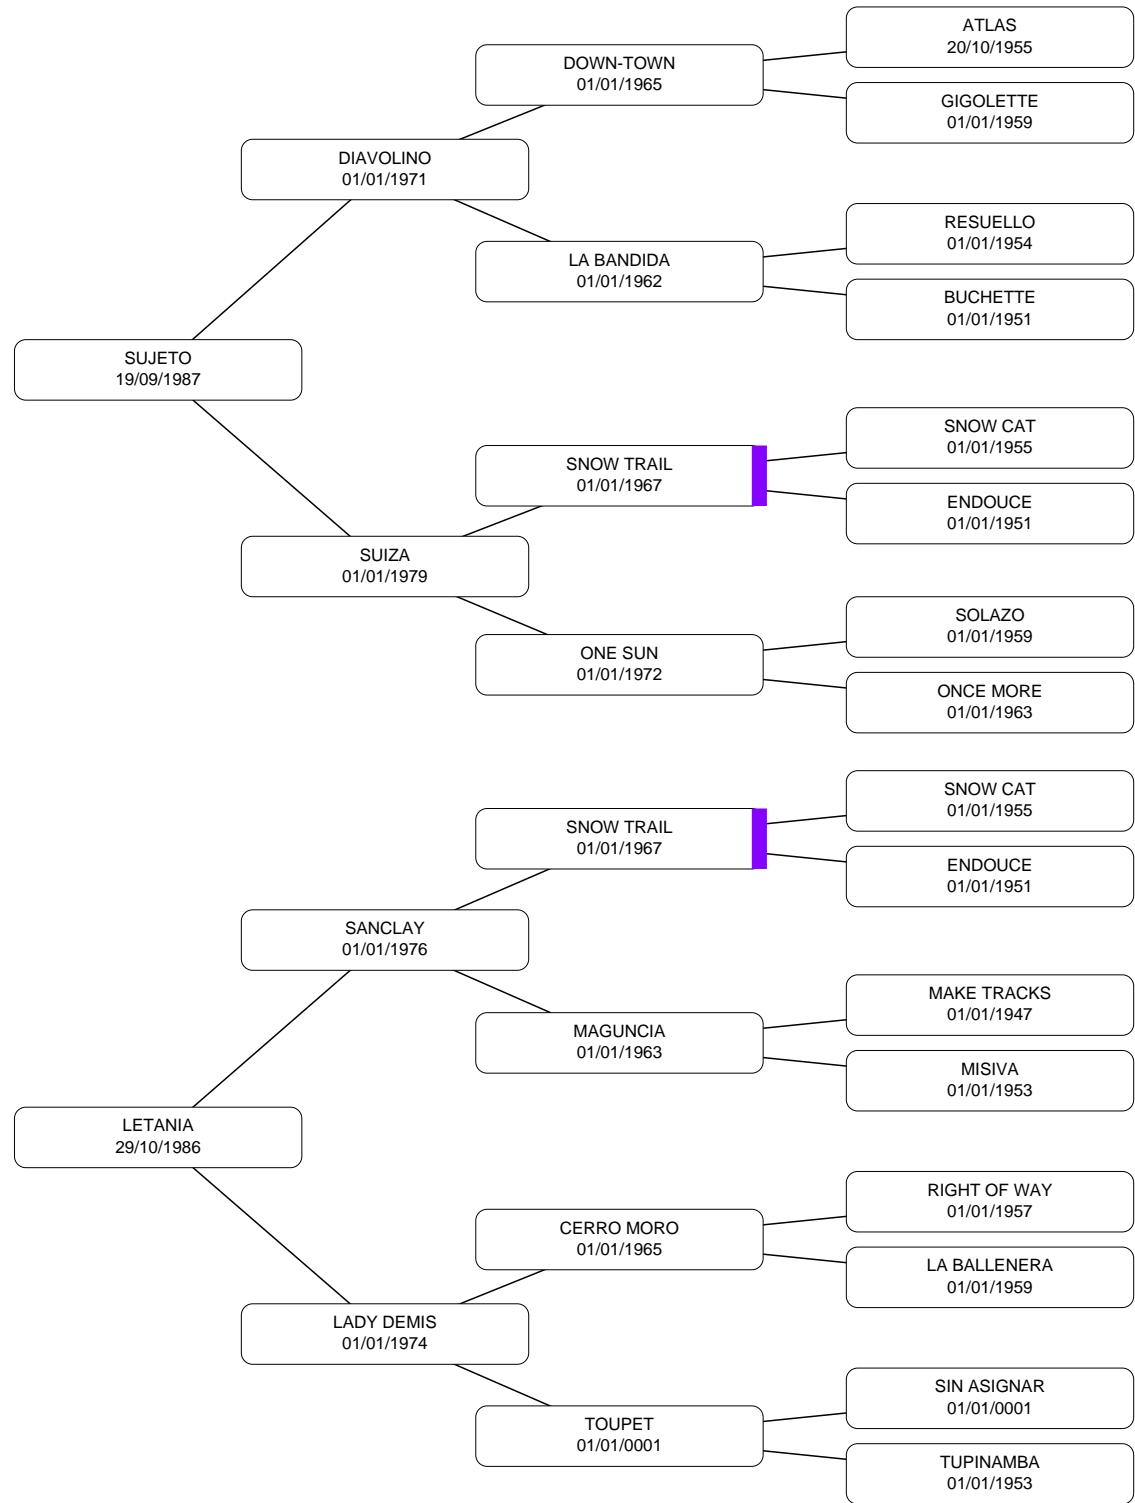 ATLAS
20/10/1955
DOWN-TOWN
01/01/1965
GIGOLETTE
01/01/1959
DIAVOLINO
01/01/1971
RESUELLO
01/01/1954
LA BANDIDA
01/01/1962
BUCHETTE
01/01/1951
SUJETO
19/09/1987
SNOW CAT
01/01/1955
SNOW TRAIL
01/01/1967
ENDOUCE
01/01/1951
SUIZA
01/01/1979
SOLAZO
01/01/1959
ONE SUN
01/01/1972
ONCE MORE
01/01/1963
SNOW CAT
01/01/1955
SNOW TRAIL
01/01/1967
ENDOUCE
01/01/1951
SANCLAY
01/01/1976
MAKE TRACKS
01/01/1947
MAGUNCIA
01/01/1963
MISIVA
01/01/1953
LETANIA
29/10/1986
RIGHT OF WAY
01/01/1957
CERRO MORO
01/01/1965
LA BALLENERA
01/01/1959
LADY DEMIS
01/01/1974
SIN ASIGNAR
01/01/0001
TOUPET
01/01/0001
TUPINAMBA
01/01/1953